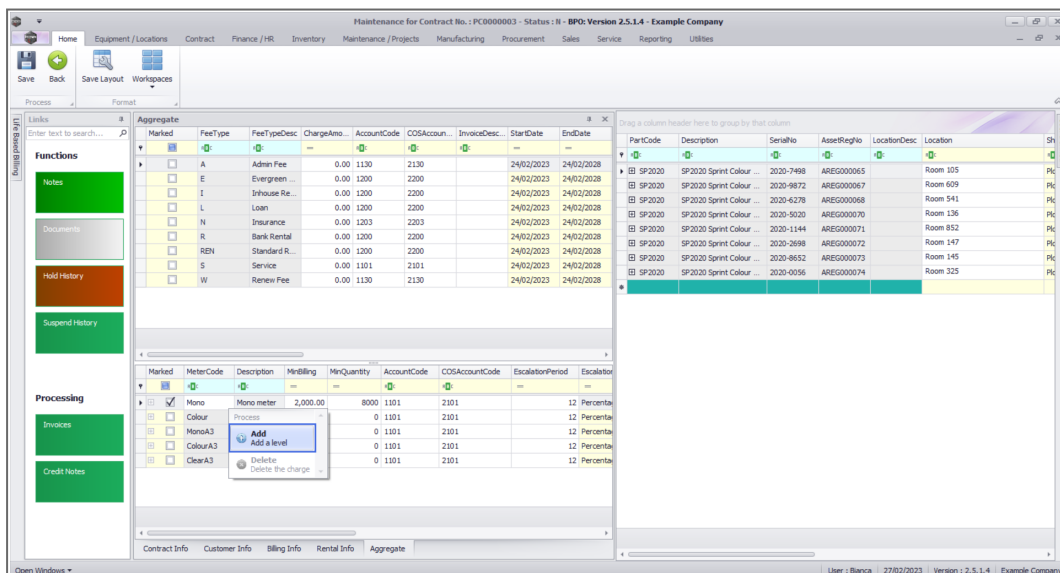 Maintenance for Contract No. : PC0000003 - Status : N - BPO: Version 2.5.1.4 - Example Company
Home Equipment / Locations Contract Finance / HR Inventory Maintenance / Projects Manufacturing Procurement Sales Service Reporting Utilities
Save Back Save Layout Workspaces
Process Format
Life Based Billing
Links
Enter text to search...
Functions
Notes
Documents
Hold History
Suspend History
Processing
Invoices
Credit Notes
Aggregate
Marked FeeType FeeTypeDesc ChargeAmo... AccountCode COSAccoun... InvoiceDesc... StartDate EndDate
A Admin Fee 0.00 1130 2130 24/02/2023 24/02/2028
E Evergreen ... 0.00 1200 2200 24/02/2023 24/02/2028
I Inhouse Re... 0.00 1200 2200 24/02/2023 24/02/2028
L Loan 0.00 1200 2200 24/02/2023 24/02/2028
N Insurance 0.00 1203 2203 24/02/2023 24/02/2028
R Bank Rental 0.00 1200 2200 24/02/2023 24/02/2028
REN Standard R... 0.00 1200 2200 24/02/2023 24/02/2028
S Service 0.00 1101 2101 24/02/2023 24/02/2028
W Renew Fee 0.00 1130 2130 24/02/2023 24/02/2028
Marked MeterCode Description MinBilling MinQuantity AccountCode COSAccountCode EscalationPeriod Escalation
Mono Mono meter 2,000.00 8000 1101 2101 12 Percenta
Colour 0 1101 2101 12 Percenta
MonoA3 0 1101 2101 12 Percenta
ColourA3 0 1101 2101 12 Percenta
ClearA3 0 1101 2101 12 Percenta
Process
Add
Add a level
Delete
Delete the charge
Contract Info Customer Info Billing Info Rental Info Aggregate
Drag a column header here to group by that column
PartCode Description SerialNo AssetRegNo LocationDesc Location Sh
SP2020 SP2020 Sprint Colour ... 2020-7498 AREG000065 Room 105 Plo
SP2020 SP2020 Sprint Colour ... 2020-9872 AREG000067 Room 609 Plo
SP2020 SP2020 Sprint Colour ... 2020-6278 AREG000068 Room 541 Plo
SP2020 SP2020 Sprint Colour ... 2020-5020 AREG000070 Room 136 Plo
SP2020 SP2020 Sprint Colour ... 2020-1144 AREG000071 Room 852 Plo
SP2020 SP2020 Sprint Colour ... 2020-2698 AREG000072 Room 147 Plo
SP2020 SP2020 Sprint Colour ... 2020-8652 AREG000073 Room 145 Plo
SP2020 SP2020 Sprint Colour ... 2020-0056 AREG000074 Room 325 Plo
Open Windows User : Bianca 27/02/2023 Version : 2.5.1.4 Example Company